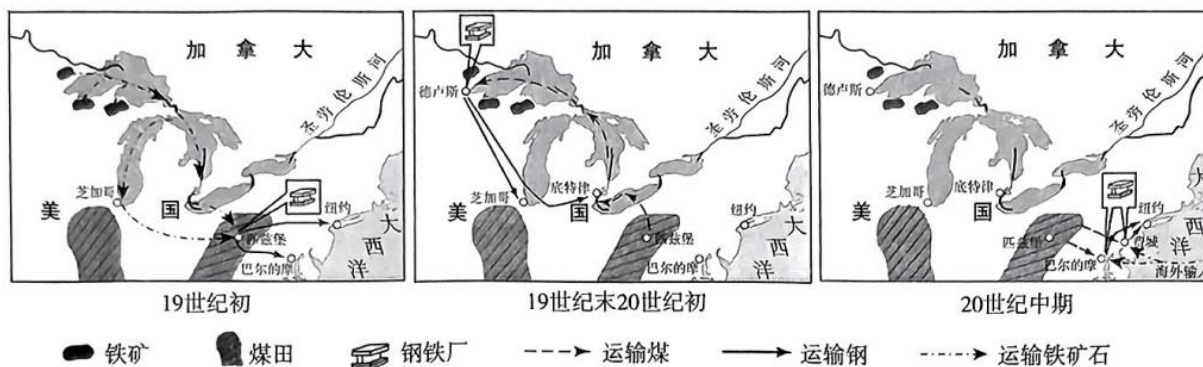 加拿大
圣劳伦斯河
芝加哥
美国
纽约
匹兹堡
巴尔的摩
大西洋
19世纪初
加拿大
德卢斯
圣劳伦斯河
底特律
芝加哥
美国
纽约
匹兹堡
巴尔的摩
大西洋
19世纪末20世纪初
加拿大
德卢斯
圣劳伦斯河
底特律
芝加哥
美国
纽约
费城
匹兹堡
巴尔的摩
大西洋
海外输入
20世纪中期
铁矿
煤田
钢铁厂
运输煤
运输钢
运输铁矿石